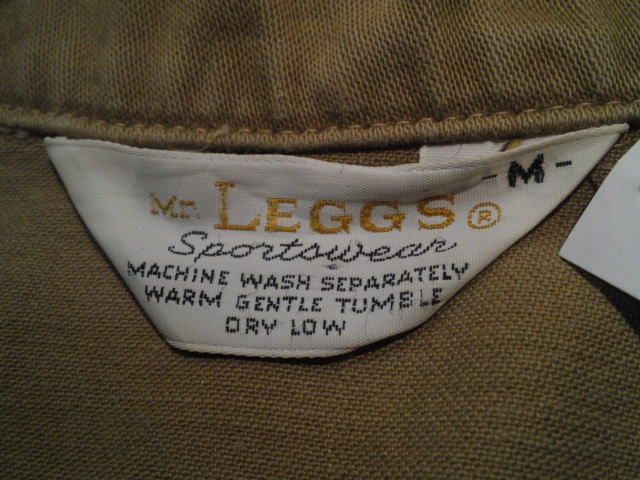 - M -
Mr. LEGGS ®
Sportswear
MACHINE WASH SEPARATELY
WARM GENTLE TUMBLE
DRY LOW